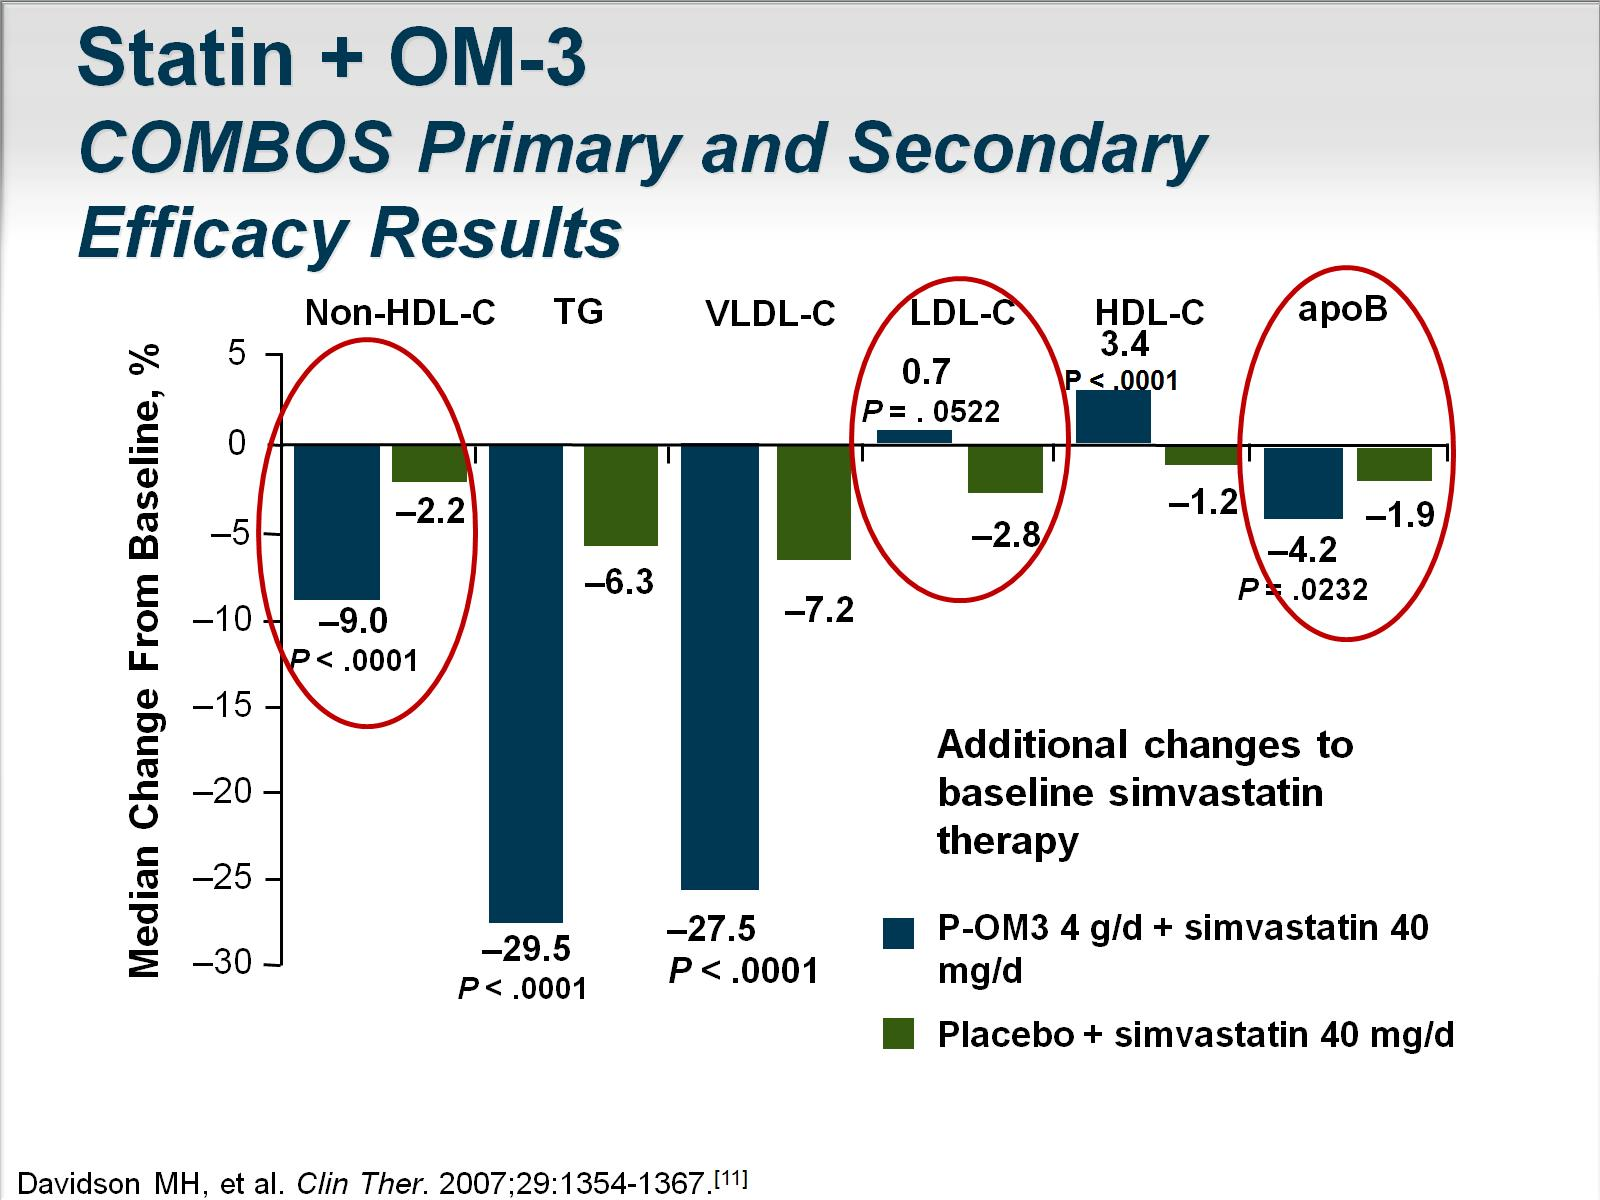 Statin + OM-3
COMBOS Primary and Secondary
Efficacy Results
Non-HDL-C TG VLDL-C LDL-C HDL-C apoB
Median Change From Baseline, %
5
0
–5
–10
–15
–20
–25
–30
–9.0
P < .0001
–2.2
–29.5
P < .0001
–6.3
–27.5
P < .0001
–7.2
0.7
P = . 0522
–2.8
3.4
P < .0001
–1.2
–4.2
P = .0232
–1.9
Additional changes to
baseline simvastatin
therapy
P-OM3 4 g/d + simvastatin 40
mg/d
Placebo + simvastatin 40 mg/d
Davidson MH, et al. Clin Ther. 2007;29:1354-1367.[11]